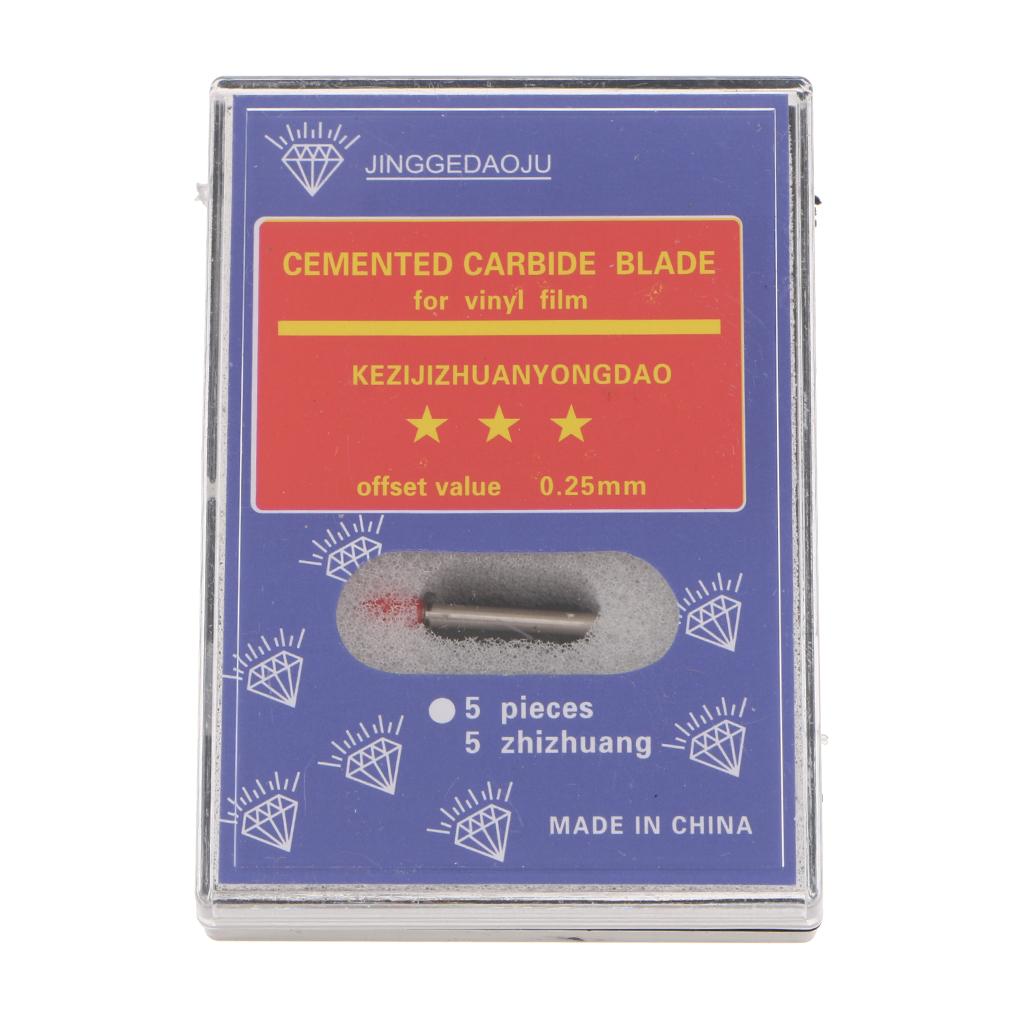 JINGGEDAOJU
CEMENTED CARBIDE BLADE
for vinyl film
KEZIJIZHUANYONGDAO
offset value 0.25mm
5 pieces
5 zhizhuang
MADE IN CHINA